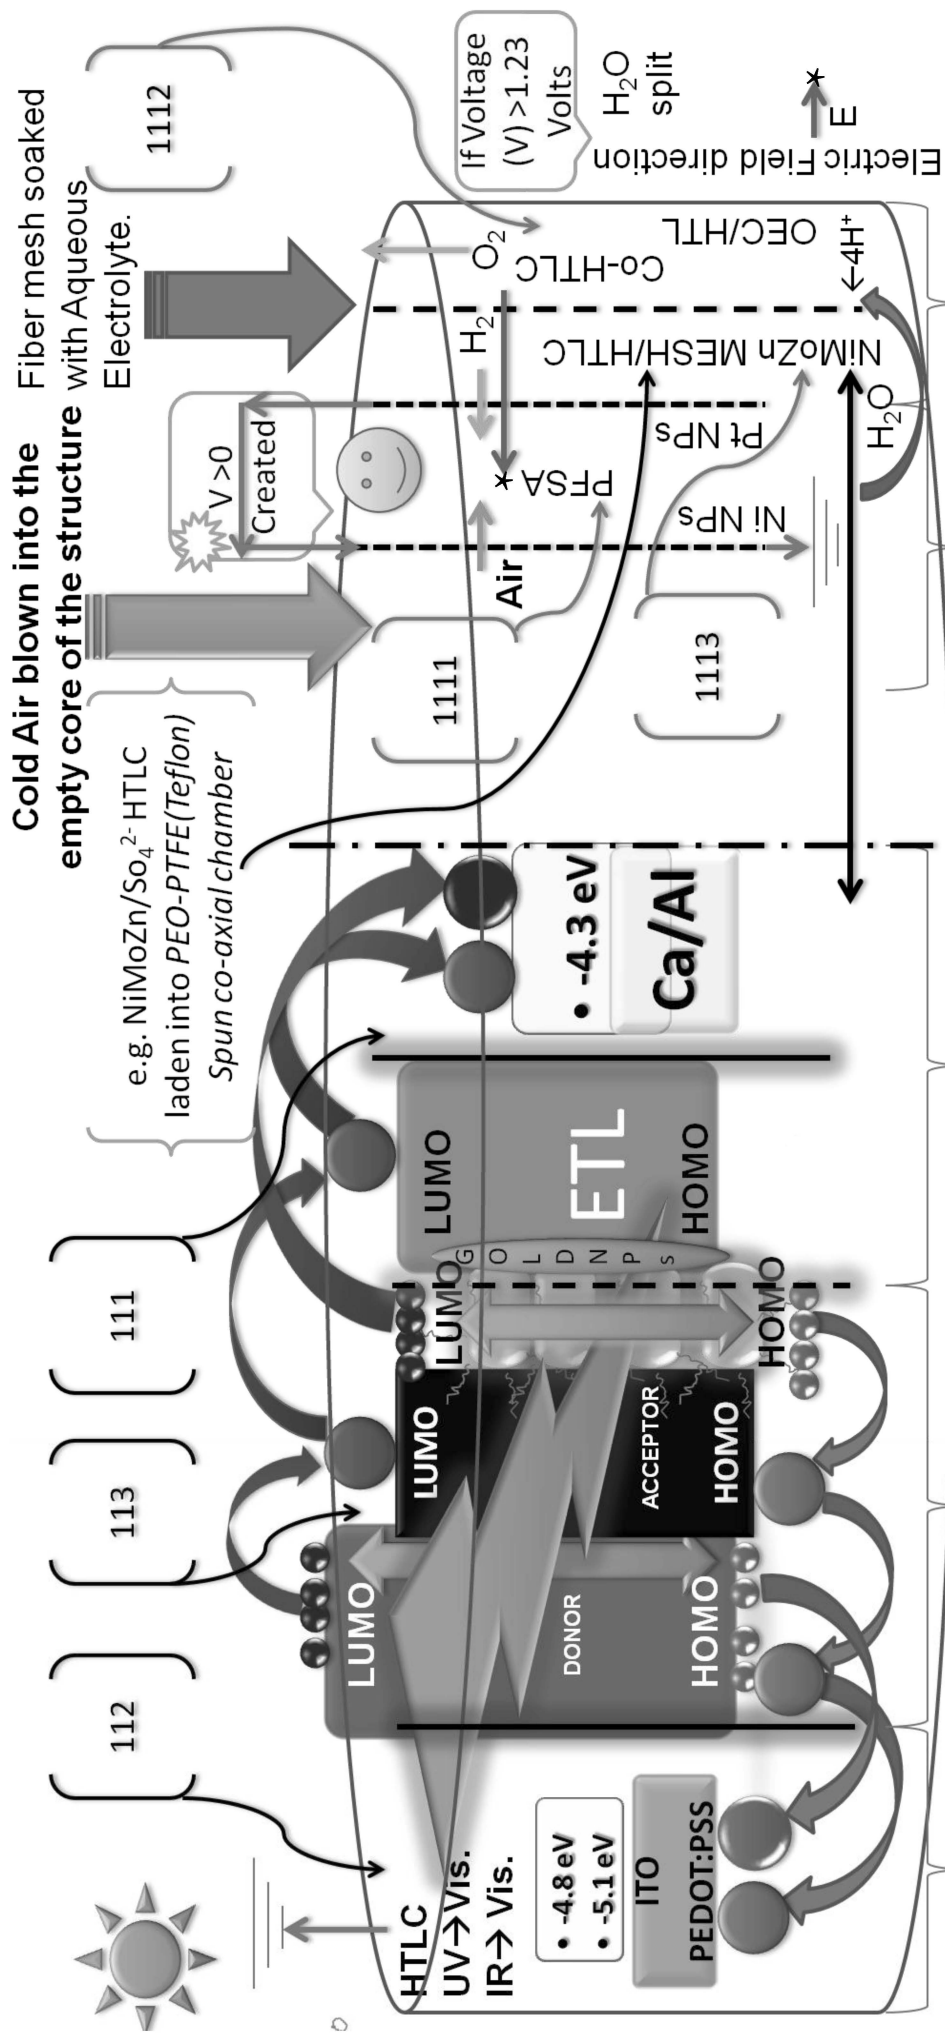 Cold Air blown into the
empty core of the structure
Fiber mesh soaked
with Aqueous
Electrolyte.
e.g. NiMoZn/So₄²⁻ HTLC
laden into PEO-PTFE(Teflon)
Spun co-axial chamber
112
113
111
1112
V >0
Created
If Voltage
(V) >1.23
Volts
H₂O
split
Electric Field direction
E
1111
1113
Air
H₂
O₂
PFSA
Ni NPs
Pt NPs
NiMoZn MESH/HTLC
Co-HTLC
OEC/HTL
←4H⁺
H₂O
HTLC
UV→Vis.
IR→ Vis.
• -4.8 eV
• -5.1 eV
ITO
PEDOT:PSS
LUMO
DONOR
HOMO
LUMO
ACCEPTOR
HOMO
LUMO
HOMO
GOLD NPs
LUMO
ETL
HOMO
• -4.3 eV
Ca/Al